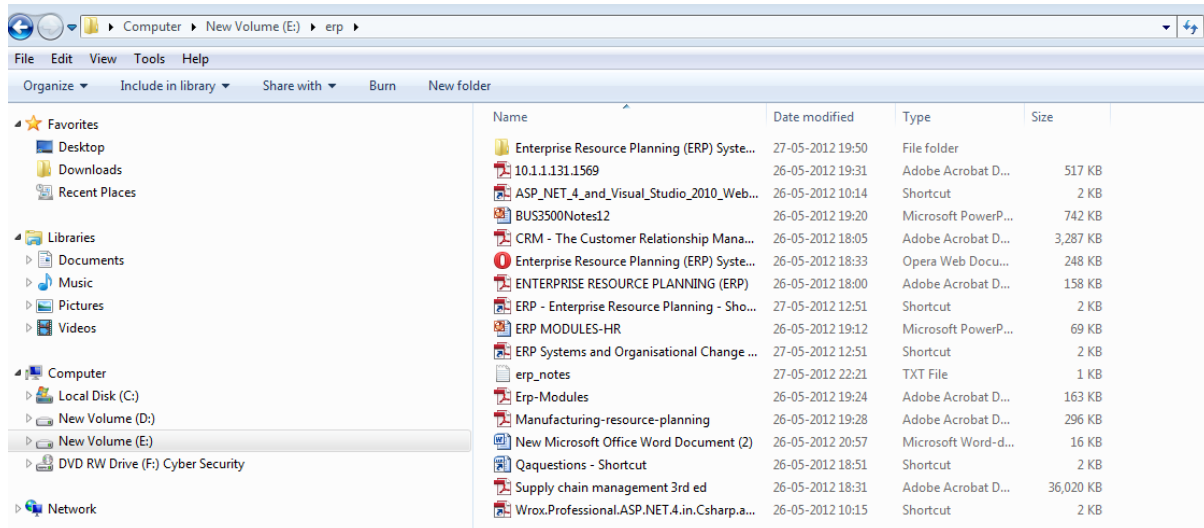 Computer New Volume (E:) erp
File Edit View Tools Help
Organize Include in library Share with Burn New folder
Favorites
Desktop
Downloads
Recent Places
Libraries
Documents
Music
Pictures
Videos
Computer
Local Disk (C:)
New Volume (D:)
New Volume (E:)
DVD RW Drive (F:) Cyber Security
Network
Name Date modified Type Size
Enterprise Resource Planning (ERP) Syste... 27-05-2012 19:50 File folder
10.1.1.131.1569 26-05-2012 19:31 Adobe Acrobat D... 517 KB
ASP_NET_4_and_Visual_Studio_2010_Web... 26-05-2012 10:14 Shortcut 2 KB
BUS3500Notes12 26-05-2012 19:20 Microsoft PowerP... 742 KB
CRM - The Customer Relationship Mana... 26-05-2012 18:05 Adobe Acrobat D... 3,287 KB
Enterprise Resource Planning (ERP) Syste... 26-05-2012 18:33 Opera Web Docu... 248 KB
ENTERPRISE RESOURCE PLANNING (ERP) 26-05-2012 18:00 Adobe Acrobat D... 158 KB
ERP - Enterprise Resource Planning - Sho... 27-05-2012 12:51 Shortcut 2 KB
ERP MODULES-HR 26-05-2012 19:12 Microsoft PowerP... 69 KB
ERP Systems and Organisational Change ... 27-05-2012 12:51 Shortcut 2 KB
erp_notes 27-05-2012 22:21 TXT File 1 KB
Erp-Modules 26-05-2012 19:24 Adobe Acrobat D... 163 KB
Manufacturing-resource-planning 26-05-2012 19:28 Adobe Acrobat D... 296 KB
New Microsoft Office Word Document (2) 26-05-2012 20:57 Microsoft Word-d... 16 KB
Qaquestions - Shortcut 26-05-2012 18:51 Shortcut 2 KB
Supply chain management 3rd ed 26-05-2012 18:31 Adobe Acrobat D... 36,020 KB
Wrox.Professional.ASP.NET.4.in.Csharp.a... 26-05-2012 10:15 Shortcut 2 KB